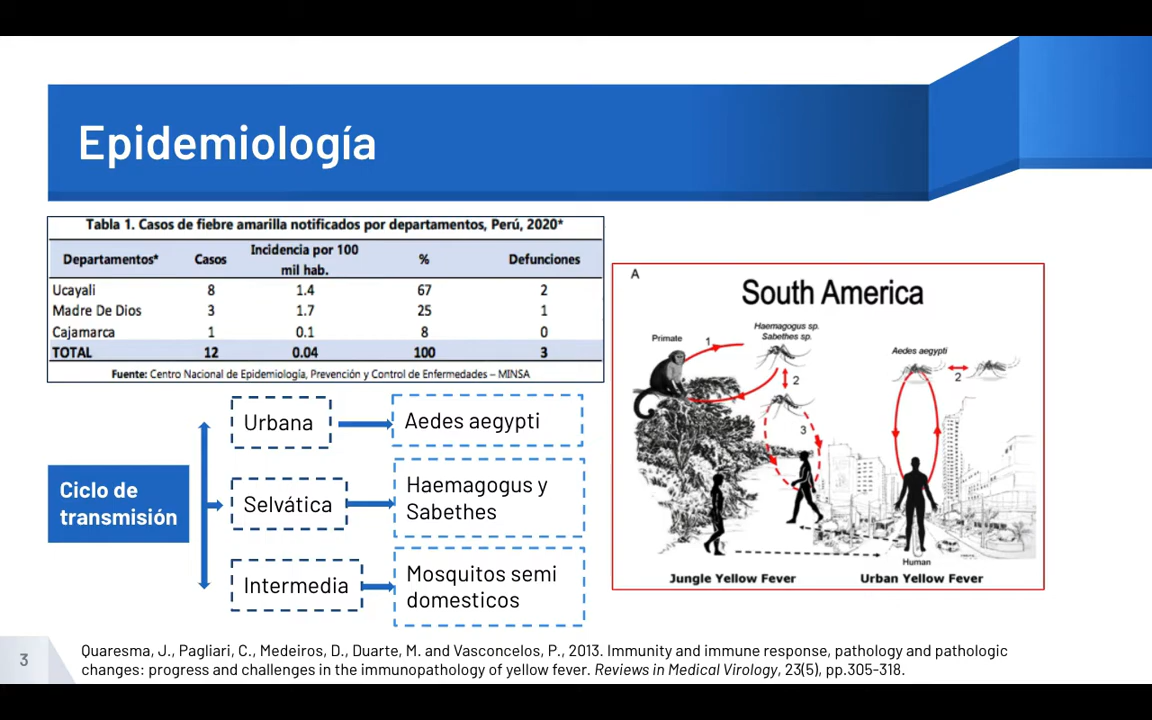 Epidemiología
Tabla 1. Casos de fiebre amarilla notificados por departamentos, Perú, 2020*
Departamentos* Casos Incidencia por 100 mil hab. % Defunciones
Ucayali 8 1.4 67 2
Madre De Dios 3 1.7 25 1
Cajamarca 1 0.1 8 0
TOTAL 12 0.04 100 3
Fuente: Centro Nacional de Epidemiología, Prevención y Control de Enfermedades – MINSA
Ciclo de
transmisión
Urbana
Aedes aegypti
Selvática
Haemagogus y
Sabethes
Intermedia
Mosquitos semi
domesticos
A
South America
Primate
1
Haemagogus sp.
Sabethes sp.
2
3
Aedes aegypti
2
Human
Jungle Yellow Fever
Urban Yellow Fever
3
Quaresma, J., Pagliari, C., Medeiros, D., Duarte, M. and Vasconcelos, P., 2013. Immunity and immune response, pathology and pathologic
changes: progress and challenges in the immunopathology of yellow fever. Reviews in Medical Virology, 23(5), pp.305-318.